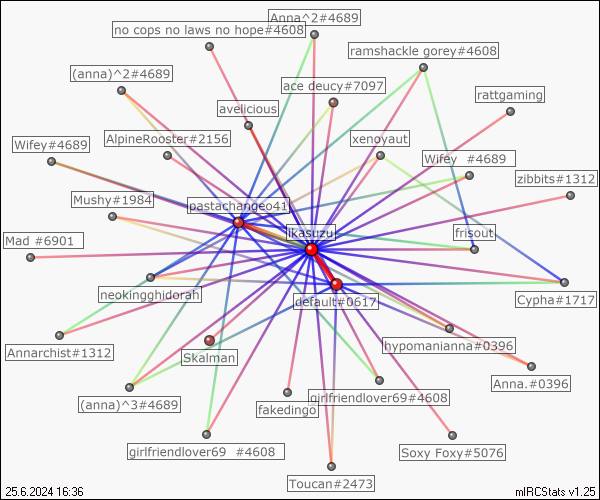 Anna^2#4689
no cops no laws no hope#4608
ramshackle gorey#4608
(anna)^2#4689
ace deucy#7097
rattgaming
avelicious
AlpineRooster#2156
xenoyaut
Wifey#4689
Wifey  #4689
zibbits#1312
Mushy#1984
pastachangeo41
ikasuzu
frisout
Mad #6901
neokingghidorah
default#0617
Cypha#1717
Annarchist#1312
Skalman
hypomanianna#0396
Anna.#0396
(anna)^3#4689
fakedingo
girlfriendlover69#4608
girlfriendlover69  #4608
Soxy Foxy#5076
Toucan#2473
25.6.2024 16:36
mIRCStats v1.25